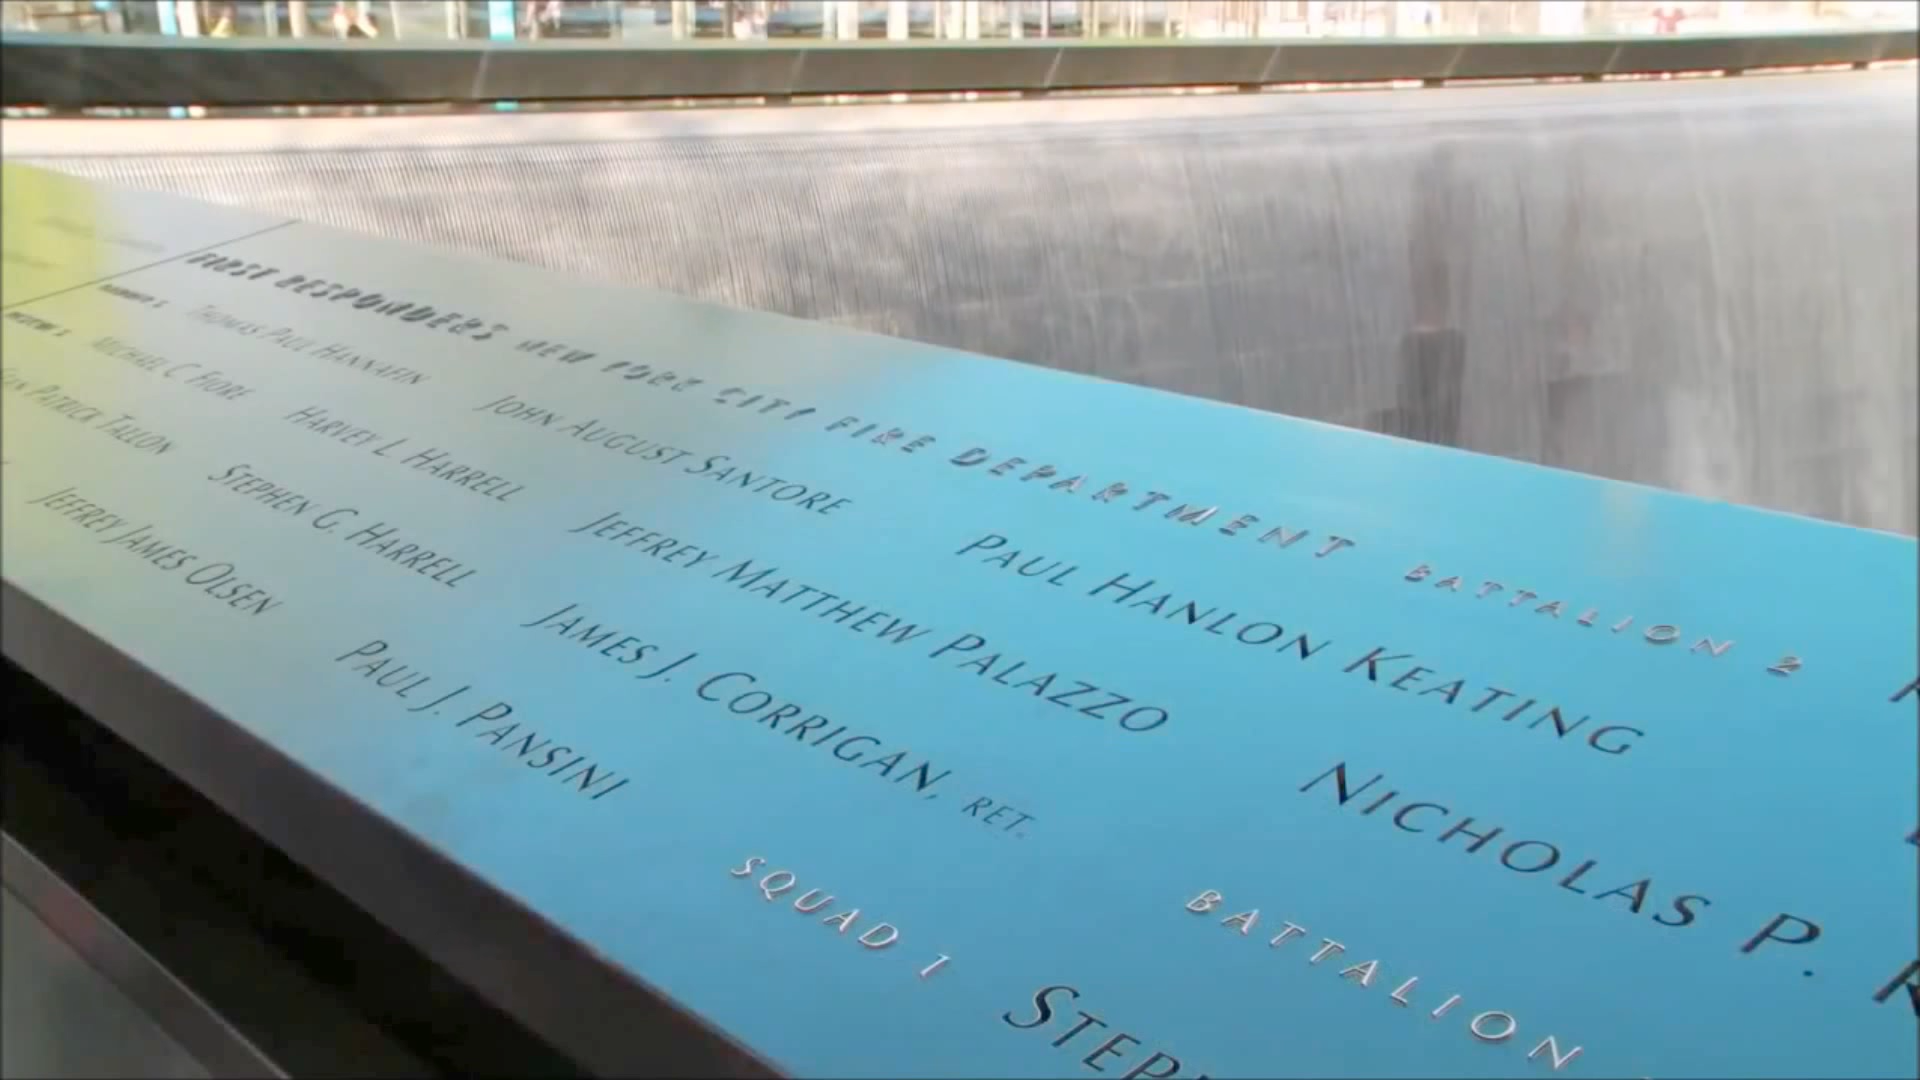 FIRST RESPONDERS NEW YORK CITY FIRE DEPARTMENT BATTALION 2
THOMAS PAUL HANNAFIN JOHN AUGUST SANTORE PAUL HANLON KEATING
MICHAEL C FIORE HARVEY L HARRELL JEFFREY MATTHEW PALAZZO NICHOLAS P.
PATRICK TALLON STEPHEN G. HARRELL JAMES J. CORRIGAN, RET. BATTALION
JEFFREY JAMES OLSEN PAUL J. PANSINI SQUAD 1